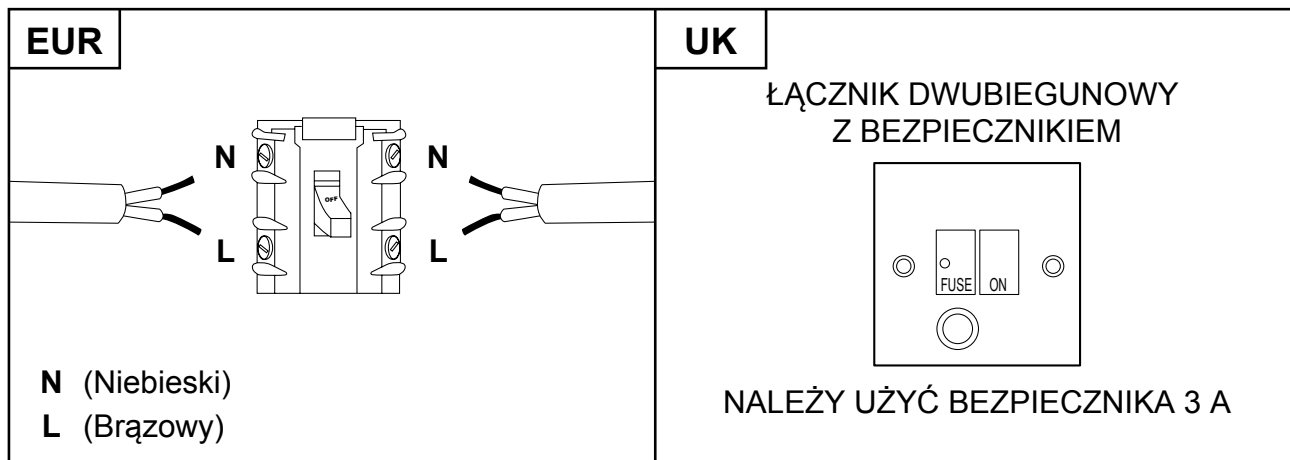 EUR
N
N
OFF
L
L
N (Niebieski)
L (Brązowy)
UK
ŁĄCZNIK DWUBIEGUNOWY
Z BEZPIECZNIKIEM
FUSE ON
NALEŻY UŻYĆ BEZPIECZNIKA 3 A